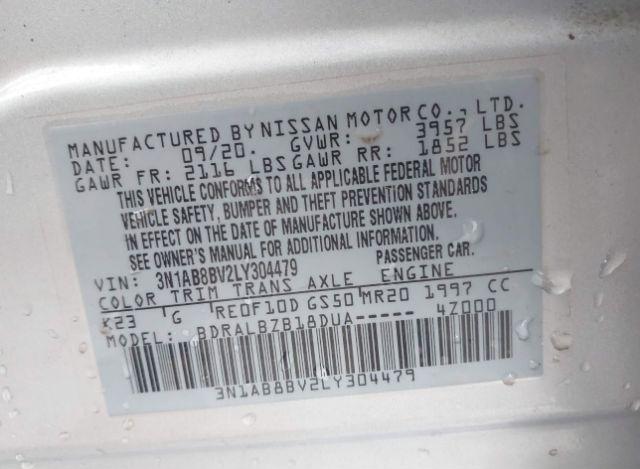 MANUFACTURED BY NISSAN MOTOR CO., LTD.
DATE: 09/20. GVWR: 3957 LBS
GAWR FR: 2116 LBS GAWR RR: 1852 LBS
THIS VEHICLE CONFORMS TO ALL APPLICABLE FEDERAL MOTOR
VEHICLE SAFETY, BUMPER AND THEFT PREVENTION STANDARDS
IN EFFECT ON THE DATE OF MANUFACTURE SHOWN ABOVE.
SEE OWNER'S MANUAL FOR ADDITIONAL INFORMATION.
VIN: 3N1AB8BV2LY304479 PASSENGER CAR.
COLOR TRIM TRANS AXLE ENGINE
K23 G RE0F10D GS50 MR20 1997 CC
MODEL: BDRALBZB18DUA----- 4Z000
3N1AB8BV2LY304479